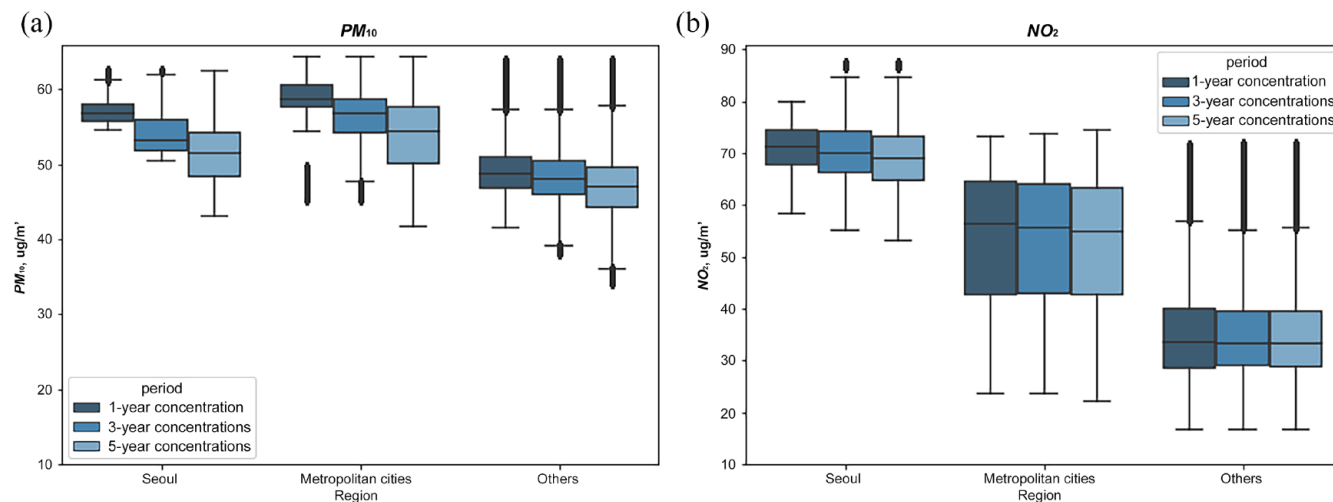 (a)
PM₁₀
60
50
40
30
20
10
PM₁₀, ug/m'
period
1-year concentration
3-year concentrations
5-year concentrations
Seoul
Metropolitan cities
Others
Region
(b)
NO₂
90
80
70
60
50
40
30
20
10
NO₂, ug/m'
period
1-year concentration
3-year concentrations
5-year concentrations
Seoul
Metropolitan cities
Others
Region